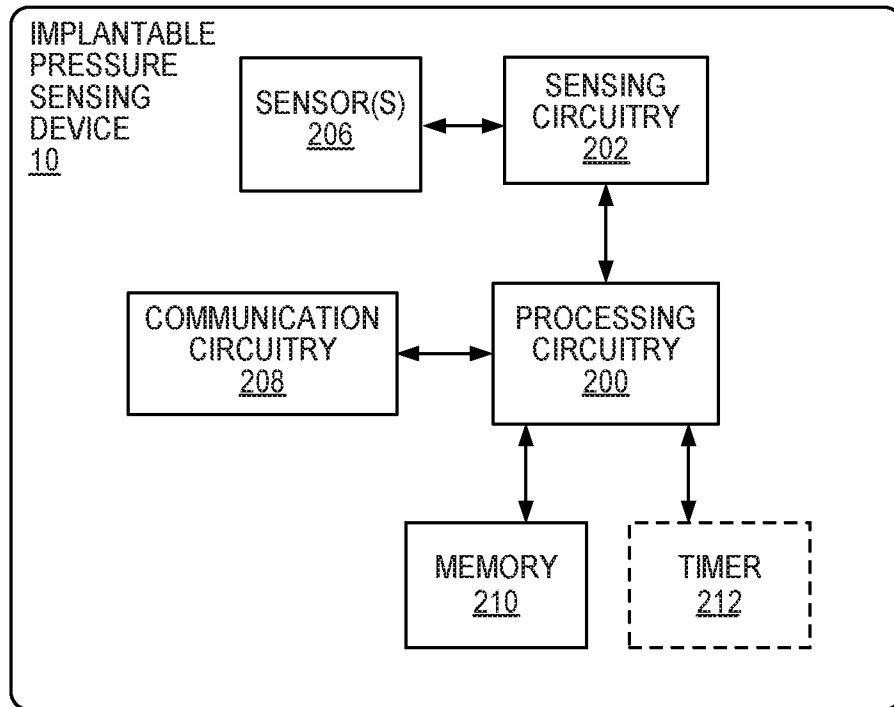 IMPLANTABLE
PRESSURE
SENSING
DEVICE
10
SENSOR(S)
206
SENSING
CIRCUITRY
202
COMMUNICATION
CIRCUITRY
208
PROCESSING
CIRCUITRY
200
MEMORY
210
TIMER
212